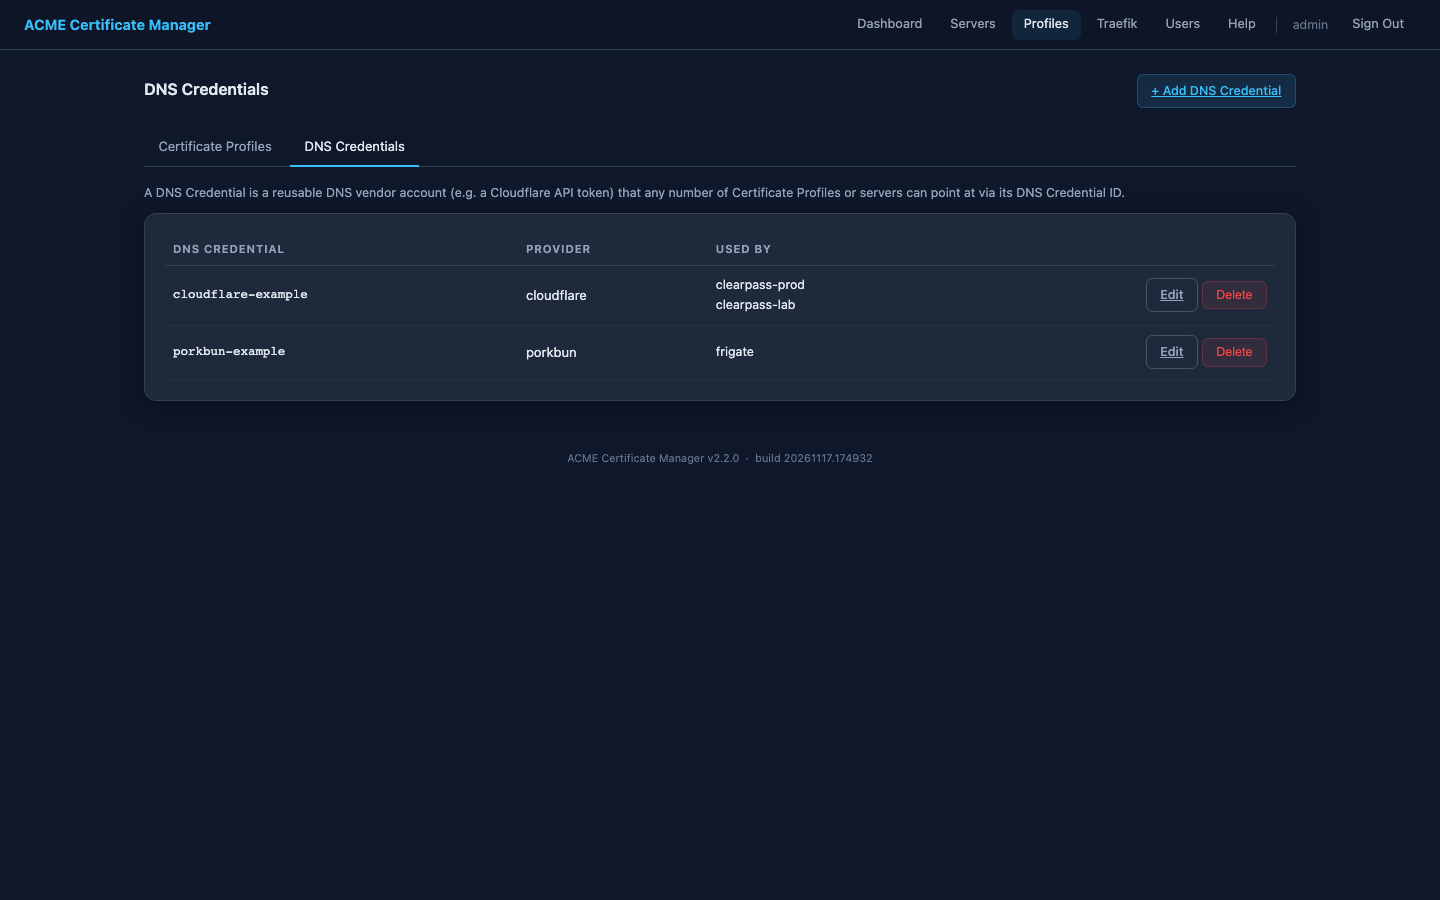 ACME Certificate Manager
Dashboard Servers Profiles Traefik Users Help admin Sign Out
DNS Credentials
+ Add DNS Credential
Certificate Profiles DNS Credentials
A DNS Credential is a reusable DNS vendor account (e.g. a Cloudflare API token) that any number of Certificate Profiles or servers can point at via its DNS Credential ID.
DNS CREDENTIAL PROVIDER USED BY
cloudflare-example cloudflare clearpass-prod
clearpass-lab
Edit Delete
porkbun-example porkbun frigate Edit Delete
ACME Certificate Manager v2.2.0 · build 20261117.174932